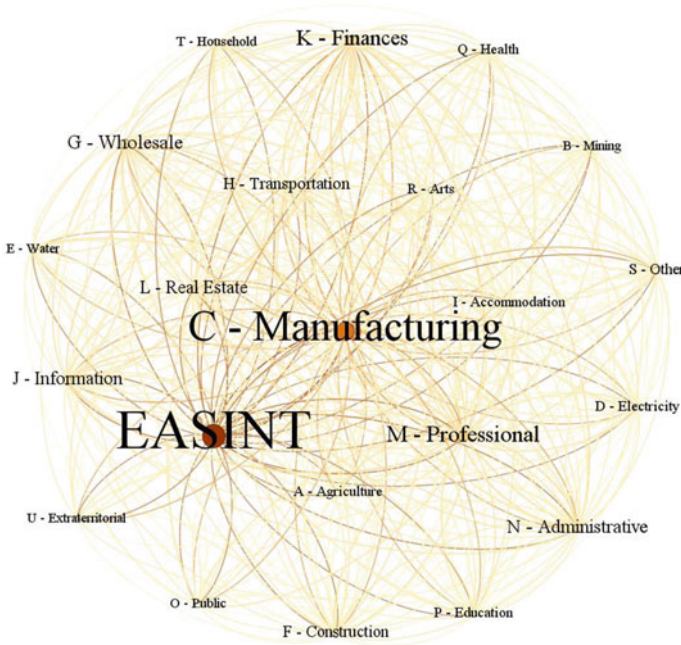 T - Household
K - Finances
Q - Health
G - Wholesale
B - Mining
H - Transportation
R - Arts
E - Water
S - Other
L - Real Estate
I - Accommodation
C - Manufacturing
J - Information
D - Electricity
EASINT
M - Professional
A - Agriculture
U - Extraterritorial
N - Administrative
O - Public
P - Education
F - Construction